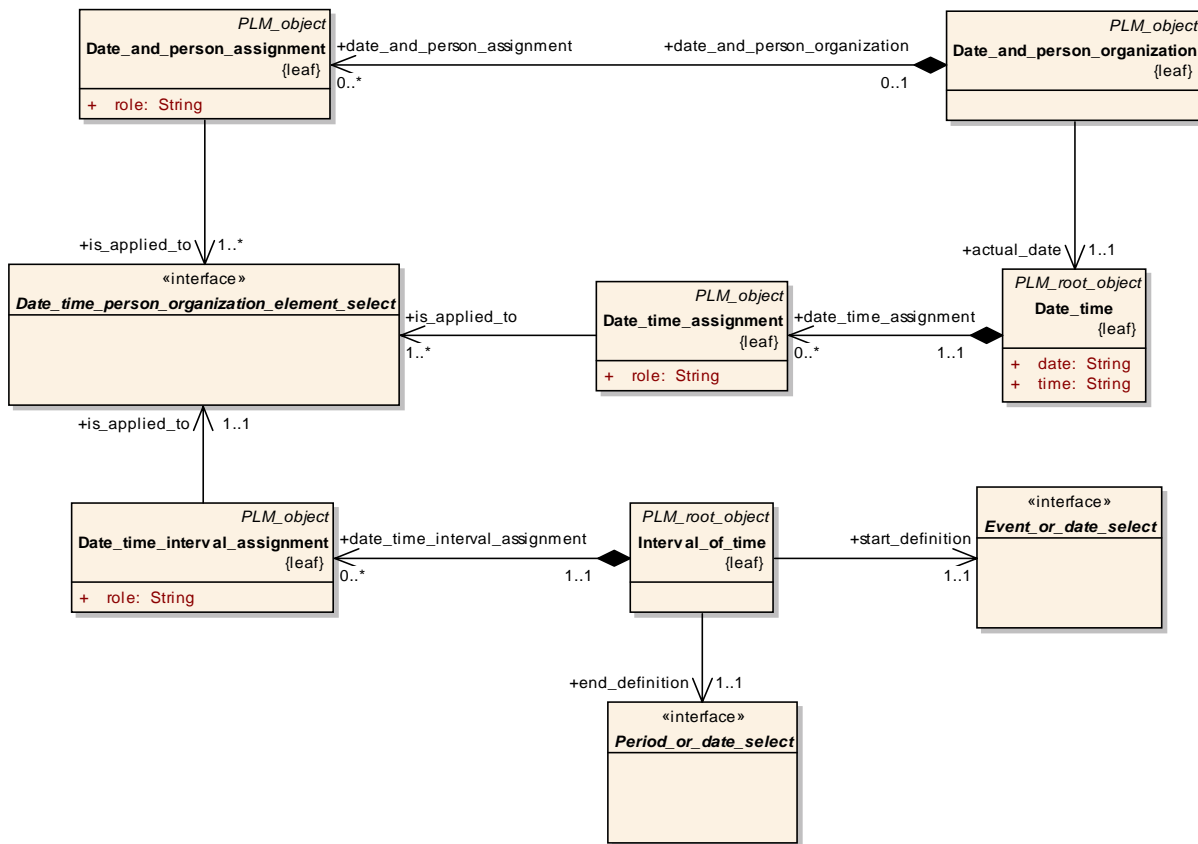 PLM_object
Date_and_person_assignment
{leaf}
+ role: String
+date_and_person_assignment
0..*
+date_and_person_organization
0..1
PLM_object
Date_and_person_organization
{leaf}
+is_applied_to
1..*
+actual_date
1..1
«interface»
Date_time_person_organization_element_select
+is_applied_to
1..*
PLM_object
Date_time_assignment
{leaf}
+ role: String
+date_time_assignment
0..*
1..1
PLM_root_object
Date_time
{leaf}
+ date: String
+ time: String
+is_applied_to
1..1
PLM_object
Date_time_interval_assignment
{leaf}
+ role: String
+date_time_interval_assignment
0..*
1..1
PLM_root_object
Interval_of_time
{leaf}
+start_definition
1..1
«interface»
Event_or_date_select
+end_definition
1..1
«interface»
Period_or_date_select